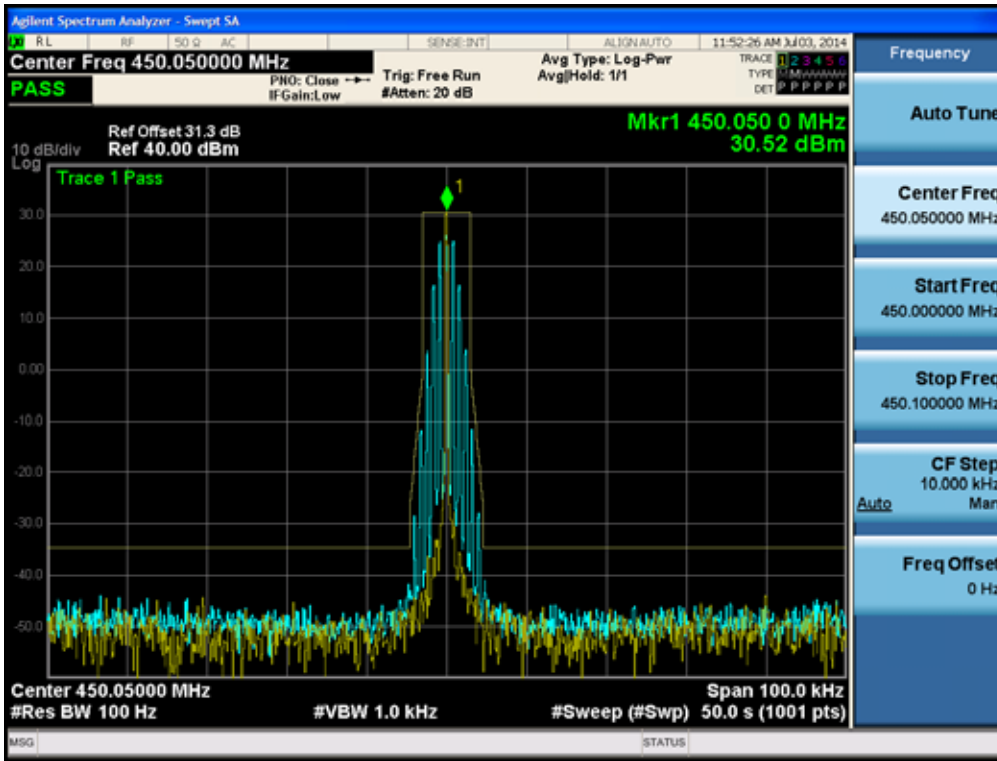 Agilent Spectrum Analyzer - Swept SA
RL RF 50 Ω AC SENSE:INT ALIGN AUTO 11:52:26 AM Jul 03, 2014
Center Freq 450.050000 MHz
PASS
PNO: Close
IFGain:Low
Trig: Free Run
#Atten: 20 dB
Avg Type: Log-Pwr
Avg|Hold: 1/1
TRACE 1 2 3 4 5 6
TYPE
DET P P P P P P
Frequency
Auto Tune
Ref Offset 31.3 dB
Ref 40.00 dBm
10 dB/div
Log
Mkr1 450.050 0 MHz
30.52 dBm
Trace 1 Pass
1
30.0
20.0
10.0
0.00
-10.0
-20.0
-30.0
-40.0
-50.0
Center Freq
450.050000 MHz
Start Freq
450.000000 MHz
Stop Freq
450.100000 MHz
CF Step
10.000 kHz
Auto Man
Freq Offset
0 Hz
Center 450.05000 MHz
Span 100.0 kHz
#Res BW 100 Hz
#VBW 1.0 kHz
#Sweep (#Swp) 50.0 s (1001 pts)
MSG
STATUS